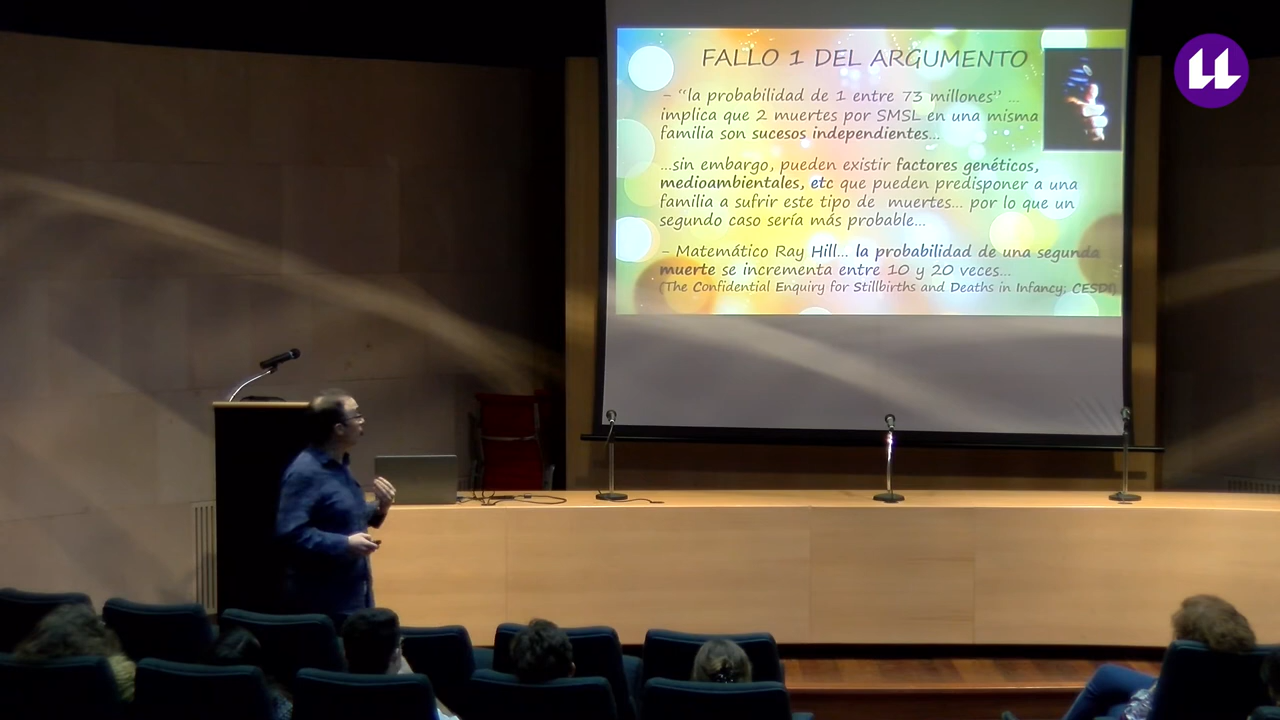 FALLO 1 DEL ARGUMENTO
- “la probabilidad de 1 entre 73 millones” ...
implica que 2 muertes por SMSL en una misma
familia son sucesos independientes...
...sin embargo, pueden existir factores genéticos,
medioambientales, etc que pueden predisponer a una
familia a sufrir este tipo de muertes... por lo que un
segundo caso sería más probable...
- Matemático Ray Hill... la probabilidad de una segunda
muerte se incrementa entre 10 y 20 veces...
(The Confidential Enquiry for Stillbirths and Deaths in Infancy; CESDI)